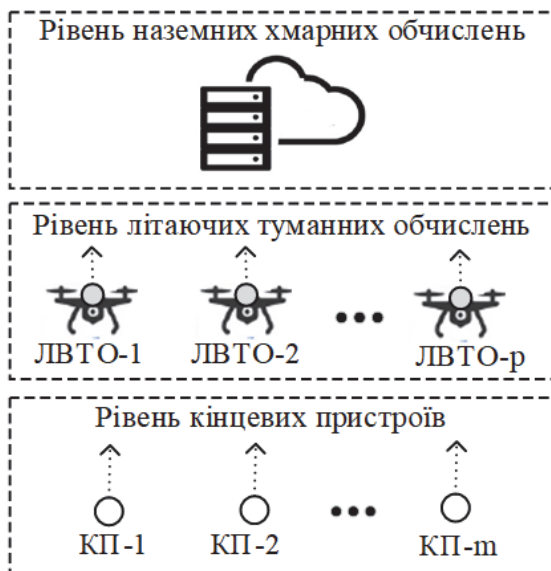 Рівень наземних хмарних обчислень
Рівень літаючих туманних обчислень
ЛВТО-1 ЛВТО-2 ЛВТО-р
Рівень кінцевих пристроїв
КП-1 КП-2 КП-m